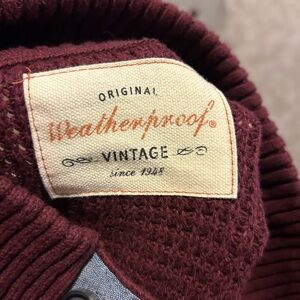 ORIGINAL
Weatherproof®
VINTAGE
since 1948